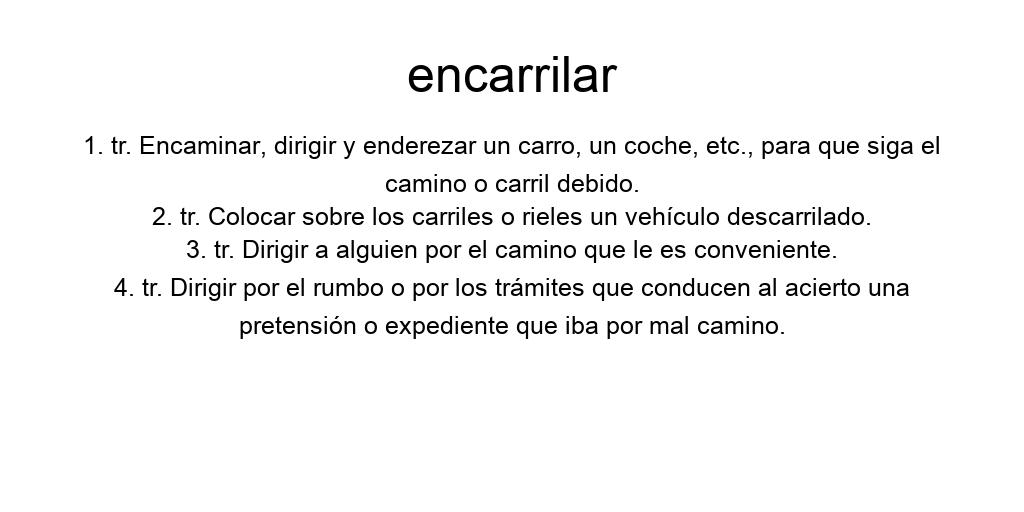 encarrilar
1. tr. Encaminar, dirigir y enderezar un carro, un coche, etc., para que siga el
camino o carril debido.
2. tr. Colocar sobre los carriles o rieles un vehículo descarrilado.
3. tr. Dirigir a alguien por el camino que le es conveniente.
4. tr. Dirigir por el rumbo o por los trámites que conducen al acierto una
pretensión o expediente que iba por mal camino.